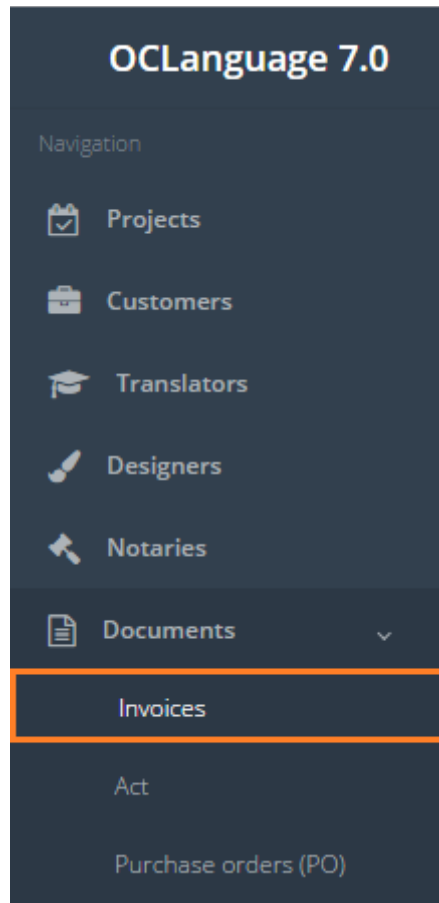 OCLanguage 7.0
Navigation
Projects
Customers
Translators
Designers
Notaries
Documents
Invoices
Act
Purchase orders (PO)